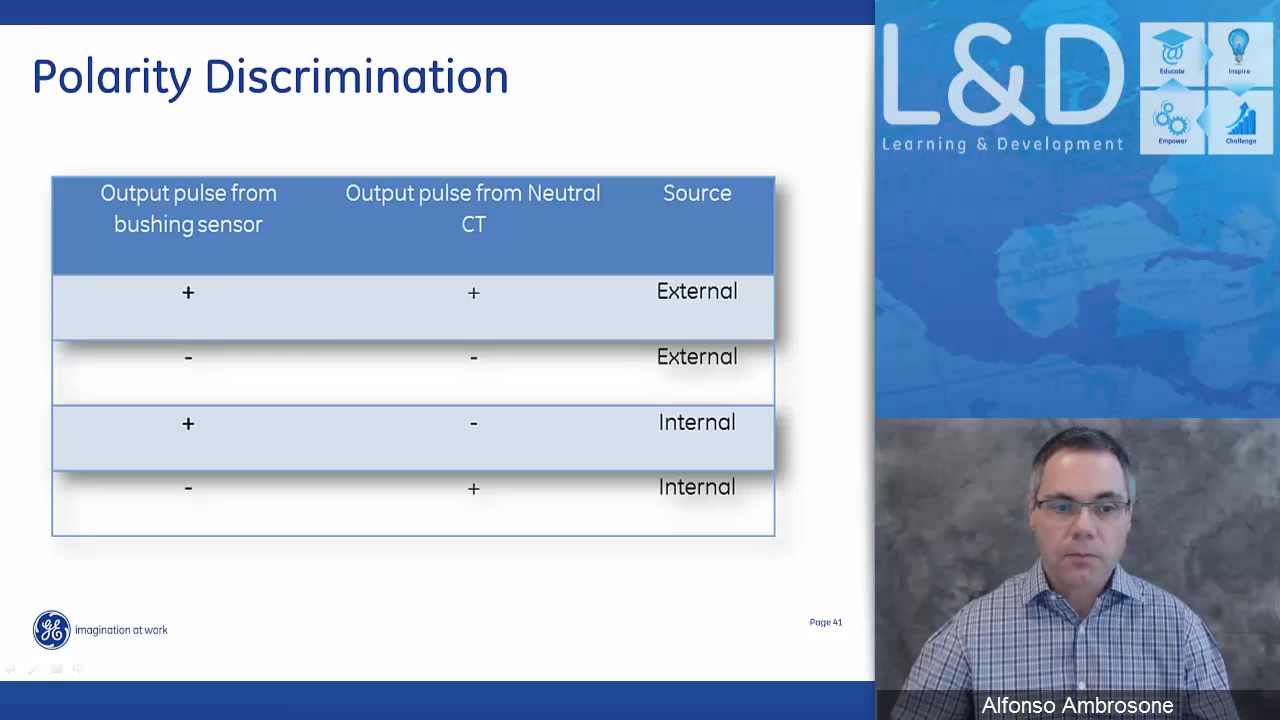 Polarity Discrimination
Output pulse from
bushing sensor
Output pulse from Neutral
CT
Source
+ + External
- - External
+ - Internal
- + Internal
GE
imagination at work
Page 41
L&D
Learning & Development
Educate
Inspire
Empower
Challenge
Alfonso Ambrosone